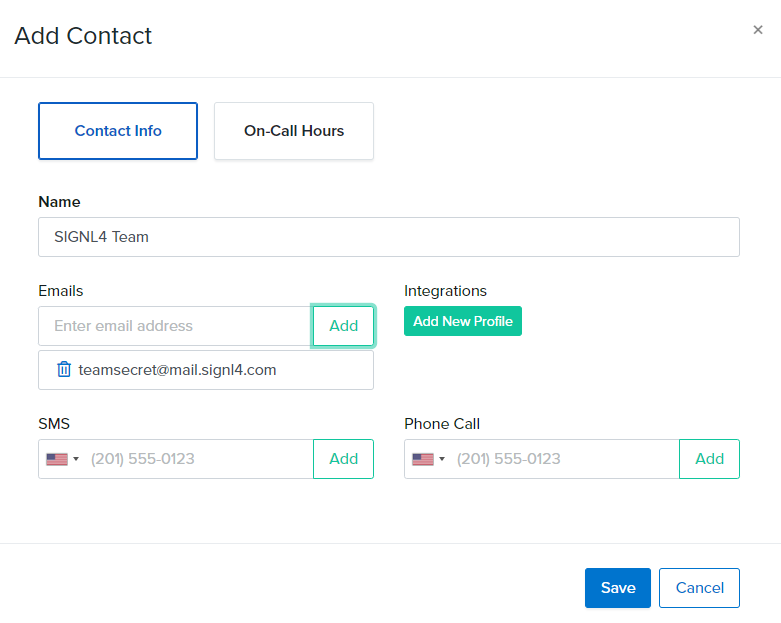 Add Contact
×
Contact Info
On-Call Hours
Name
SIGNL4 Team
Emails
Integrations
Enter email address
Add
Add New Profile
teamsecret@mail.signl4.com
SMS
Phone Call
(201) 555-0123
Add
(201) 555-0123
Add
Save
Cancel